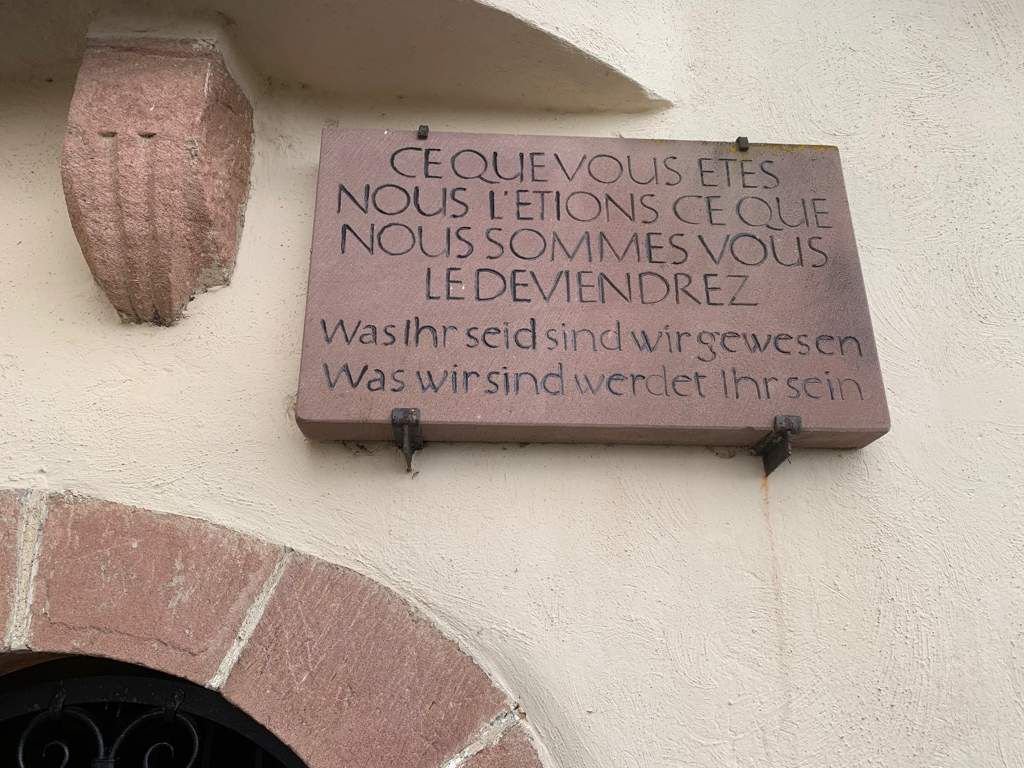 CE QUE VOUS ETES
NOUS L'ETIONS CE QUE
NOUS SOMMES VOUS
LE DEVIENDREZ
Was Ihr seid sind wir gewesen
Was wir sind werdet Ihr sein